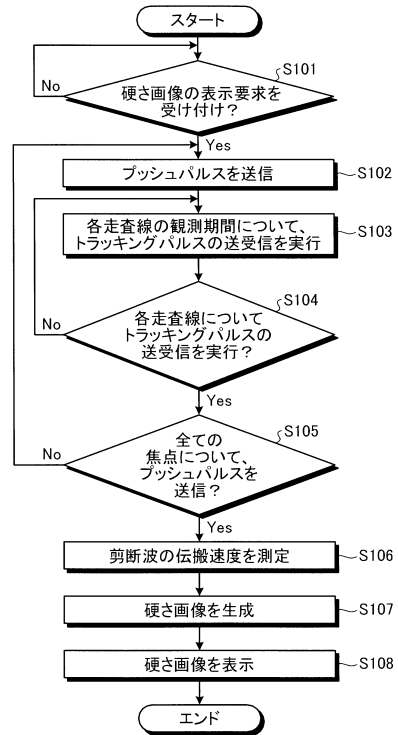 スタート
S101
No
硬さ画像の表示要求を
受け付け？
Yes
プッシュパルスを送信
S102
各走査線の観測期間について、
トラッキングパルスの送受信を実行
S103
S104
No
各走査線について
トラッキングパルスの
送受信を実行？
Yes
S105
全ての
焦点について、
プッシュパルスを
送信？
No
Yes
剪断波の伝搬速度を測定
S106
硬さ画像を生成
S107
硬さ画像を表示
S108
エンド